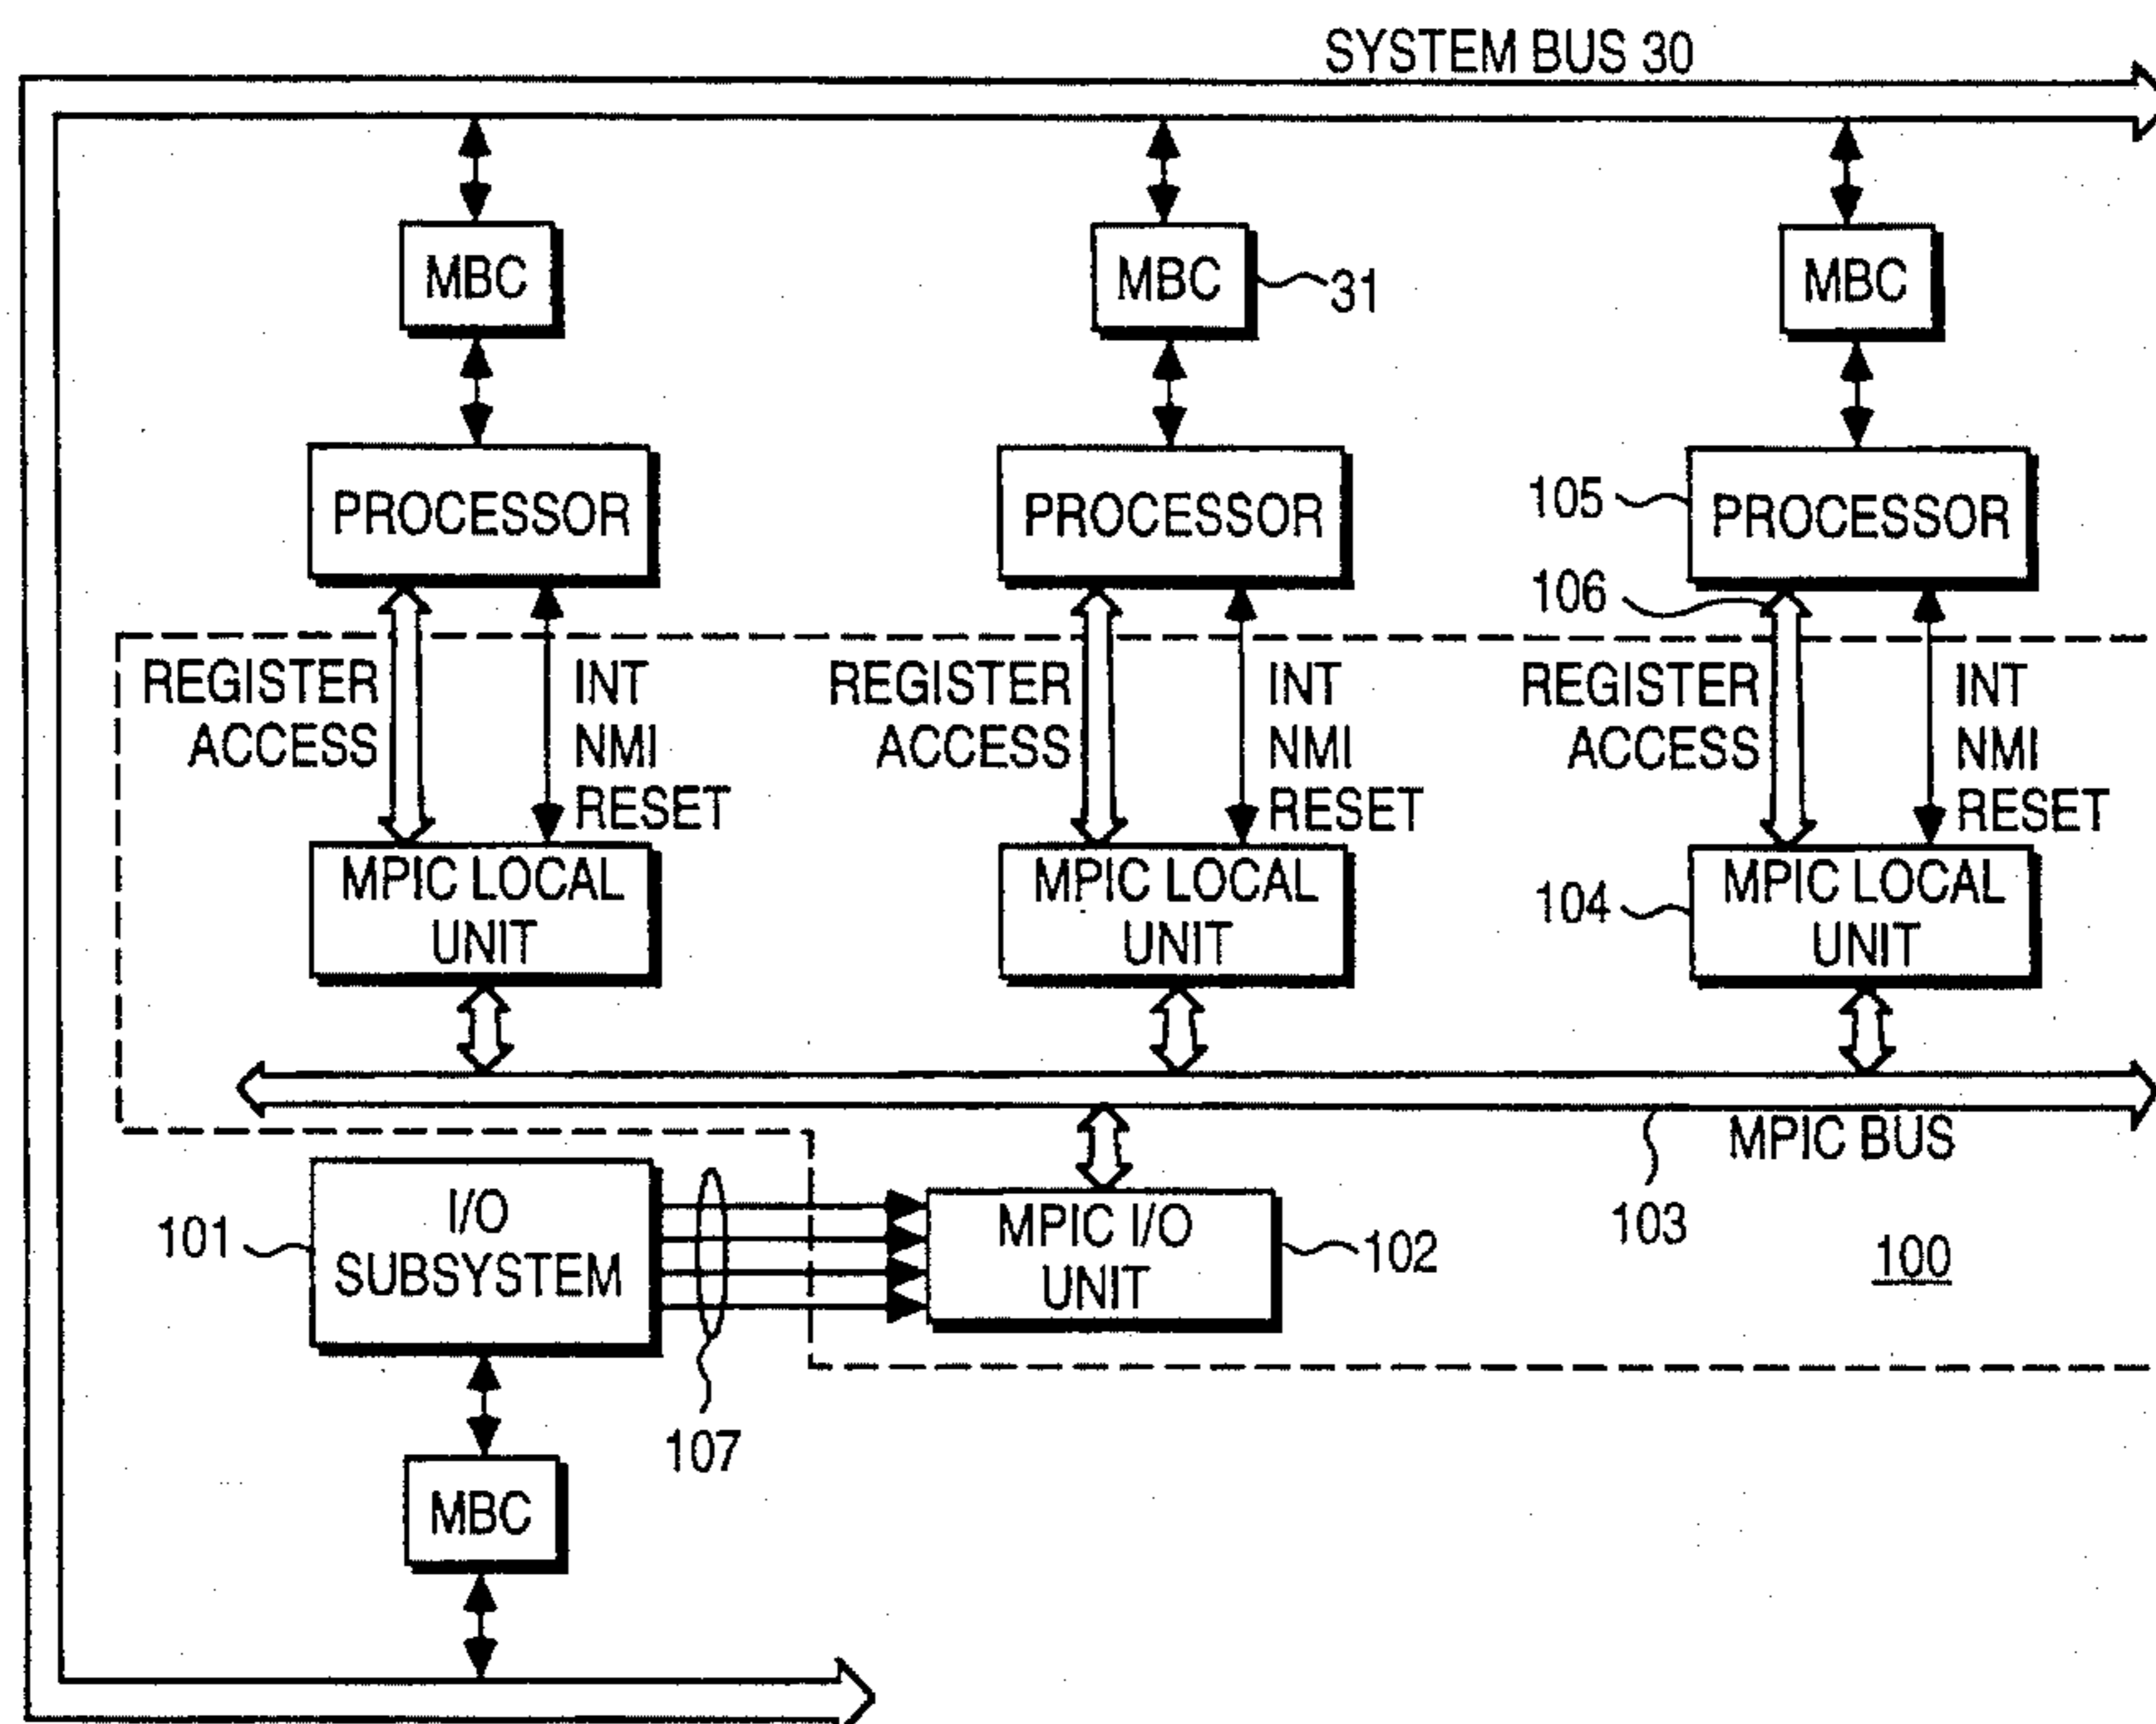 SYSTEM BUS 30
MBC
MBC
31
MBC
PROCESSOR
PROCESSOR
105
PROCESSOR
106
REGISTER
ACCESS
INT
NMI
RESET
REGISTER
ACCESS
INT
NMI
RESET
REGISTER
ACCESS
INT
NMI
RESET
MPIC LOCAL
UNIT
MPIC LOCAL
UNIT
104
MPIC LOCAL
UNIT
MPIC BUS
103
100
101
I/O
SUBSYSTEM
107
MPIC I/O
UNIT
102
MBC